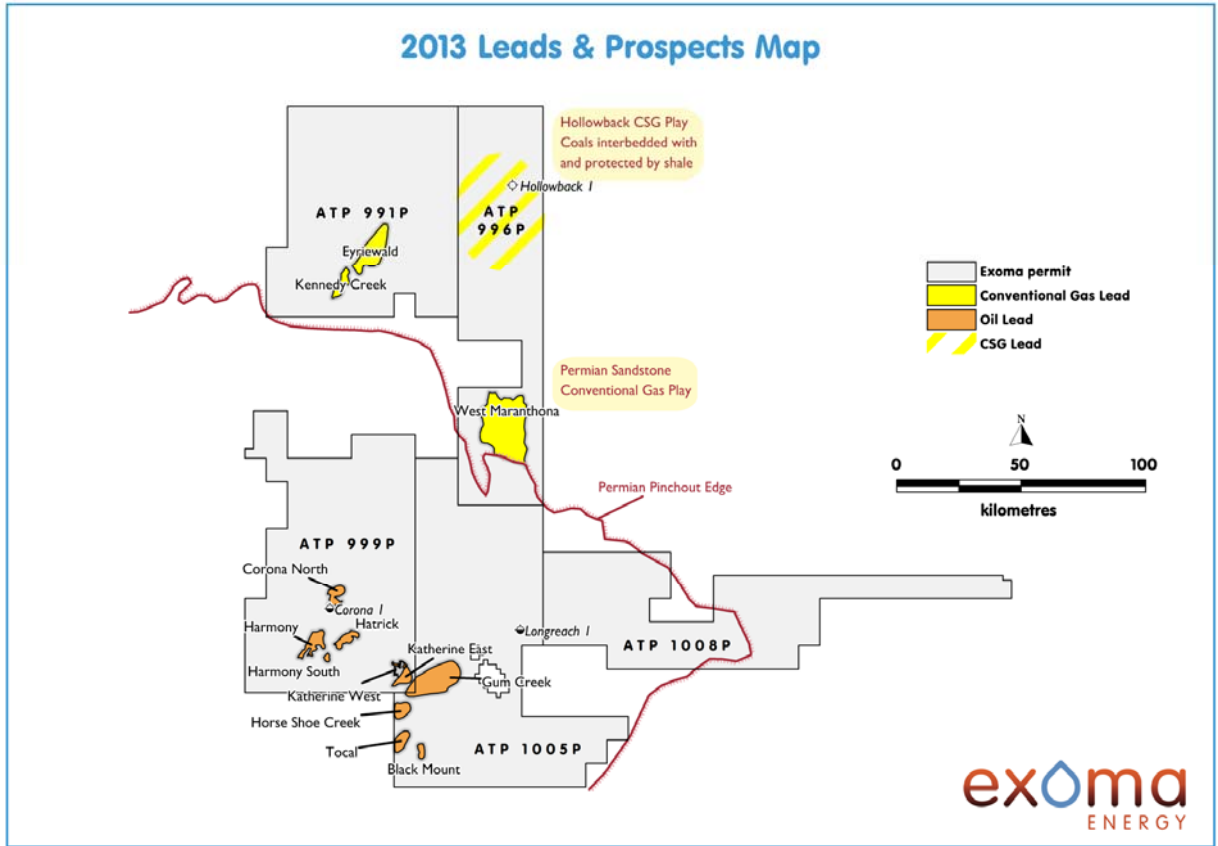 2013 Leads & Prospects Map
Hollowback CSG Play
Coals interbedded with
and protected by shale
Hollowback 1
ATP 991P
ATP
996P
Eyriewald
Kennedy Creek
Exoma permit
Conventional Gas Lead
Oil Lead
CSG Lead
Permian Sandstone
Conventional Gas Play
West Maranthona
N
0 50 100
kilometres
Permian Pinchout Edge
ATP 999P
Corona North
Corona 1
Hatrick
Harmony
Harmony South
Longreach 1
ATP 1008P
Katherine East
Gum Creek
Katherine West
Horse Shoe Creek
Tocal
Black Mount
ATP 1005P
exoma
ENERGY